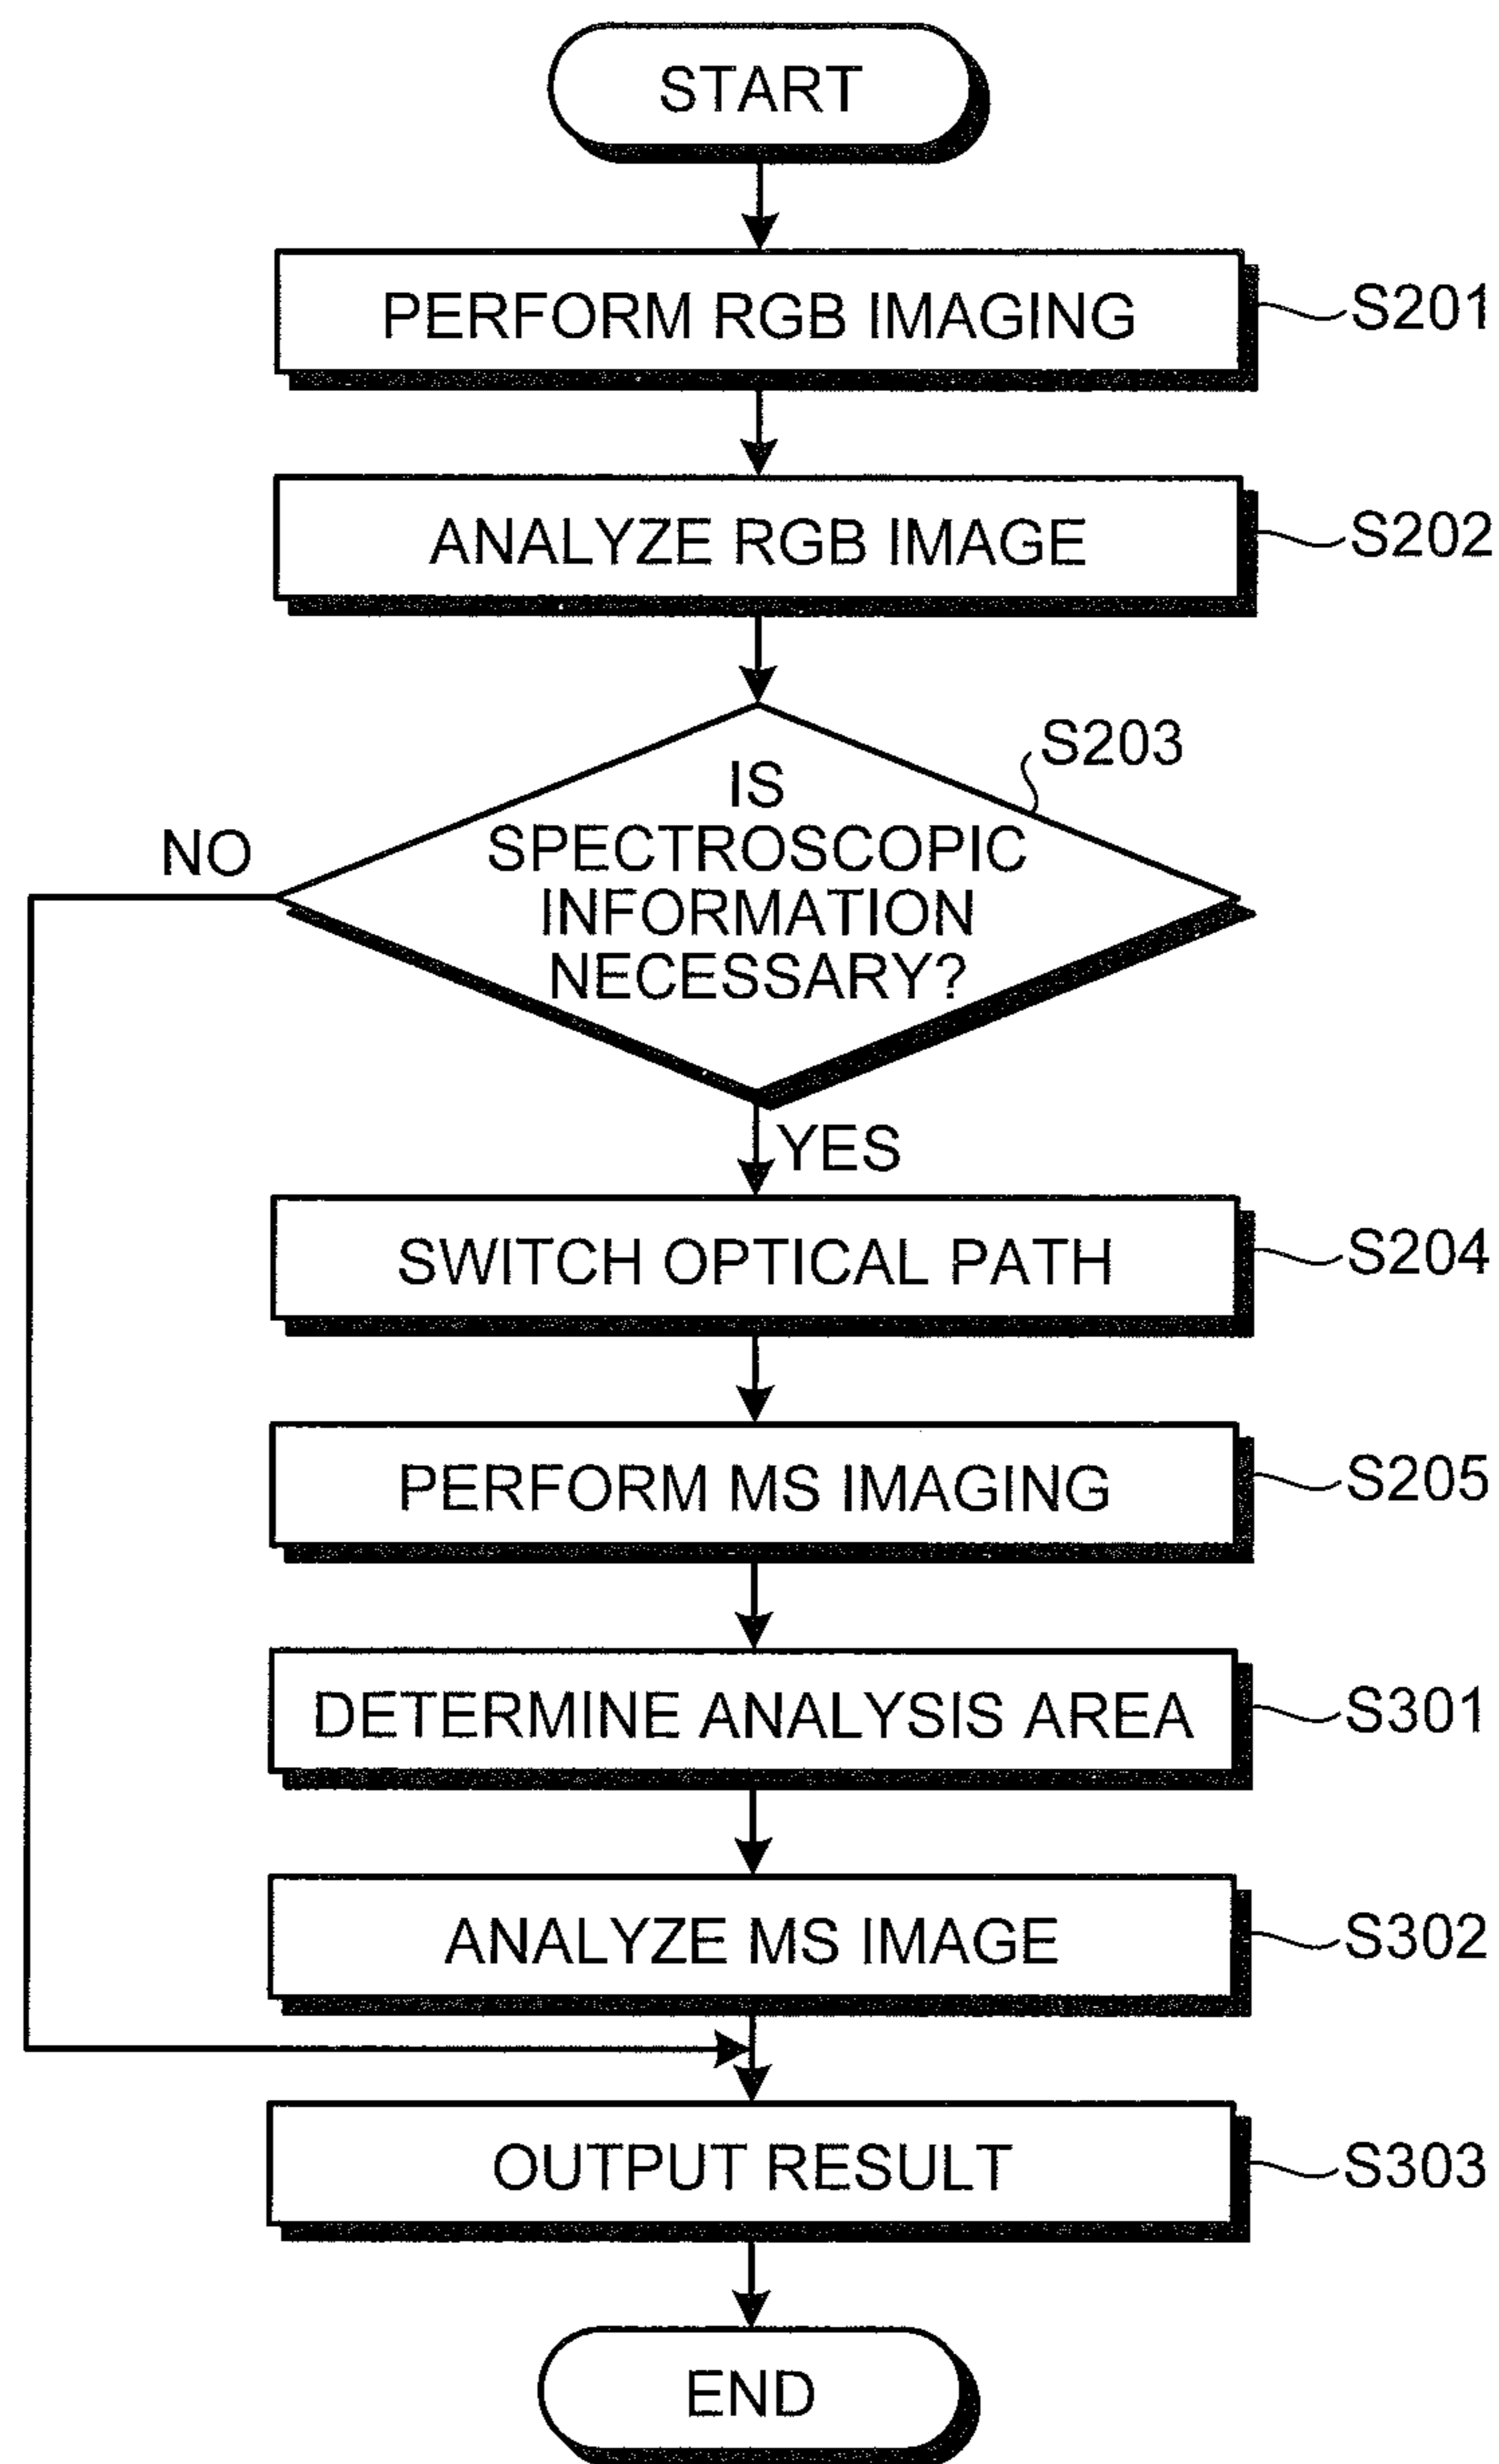 START
PERFORM RGB IMAGING
S201
ANALYZE RGB IMAGE
S202
S203
IS
SPECTROSCOPIC
INFORMATION
NECESSARY?
NO
YES
SWITCH OPTICAL PATH
S204
PERFORM MS IMAGING
S205
DETERMINE ANALYSIS AREA
S301
ANALYZE MS IMAGE
S302
OUTPUT RESULT
S303
END